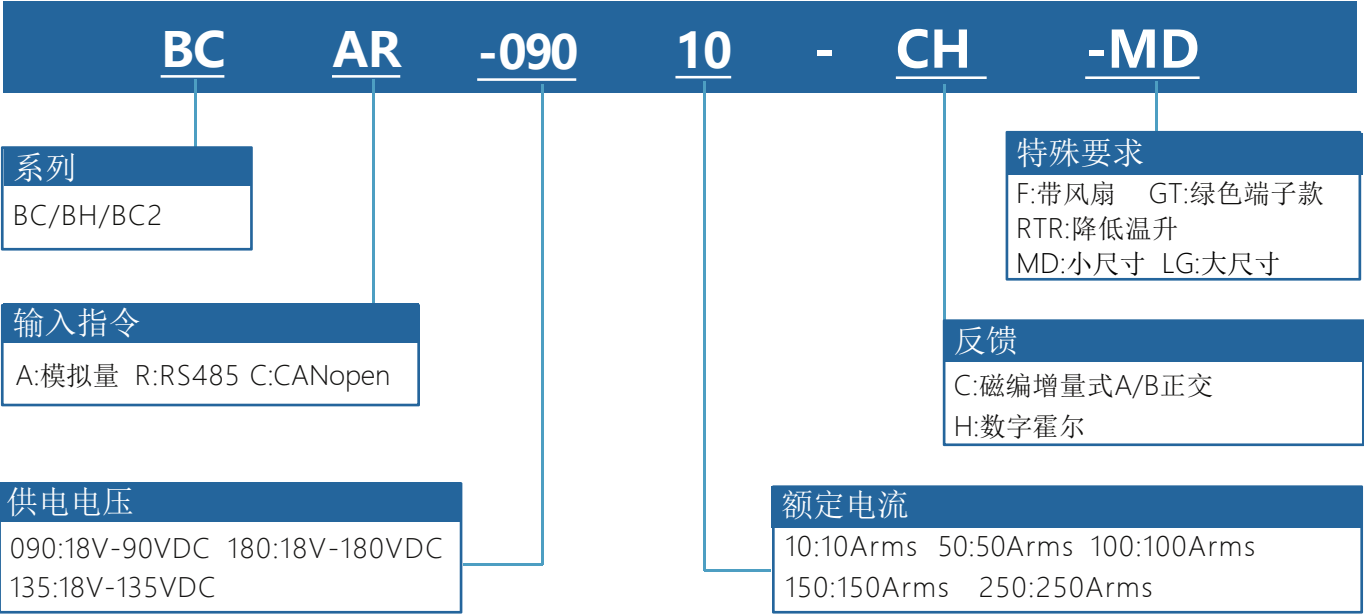 BC AR -090 10 - CH -MD
系列
BC/BH/BC2
特殊要求
F:带风扇 GT:绿色端子款
RTR:降低温升
MD:小尺寸 LG:大尺寸
输入指令
A:模拟量 R:RS485 C:CANopen
反馈
C:磁编增量式A/B正交
H:数字霍尔
供电电压
090:18V-90VDC 180:18V-180VDC
135:18V-135VDC
额定电流
10:10Arms 50:50Arms 100:100Arms
150:150Arms 250:250Arms